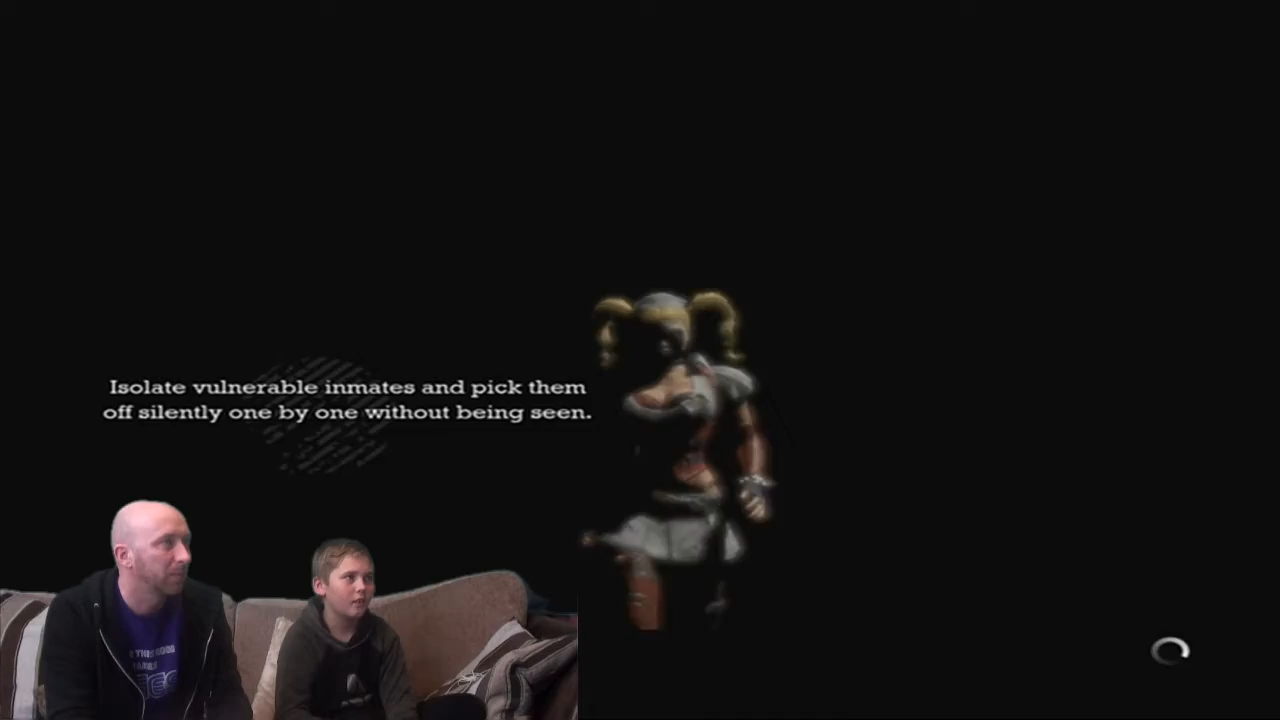 Isolate vulnerable inmates and pick them
off silently one by one without being seen.